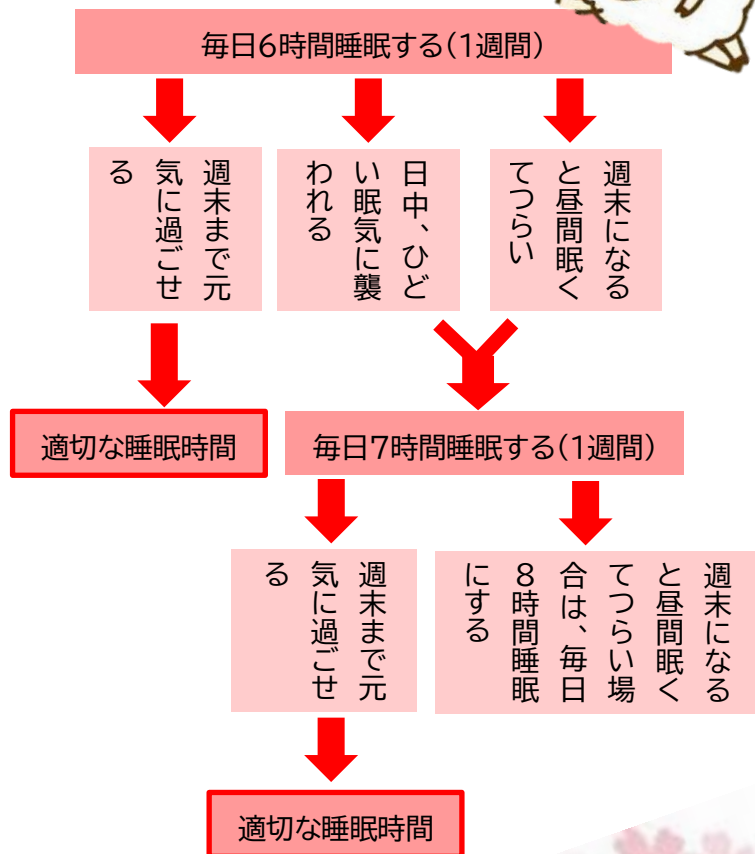 毎日6時間睡眠する(1週間)
週末まで元
気に過ごせ
る
日中、ひど
い眠気に襲
われる
週末になる
と昼間眠く
てつらい
適切な睡眠時間
毎日7時間睡眠する(1週間)
週末まで元
気に過ごせ
る
週末になる
と昼間眠く
てつらい場
合は、毎日
8時間睡眠
にする
適切な睡眠時間